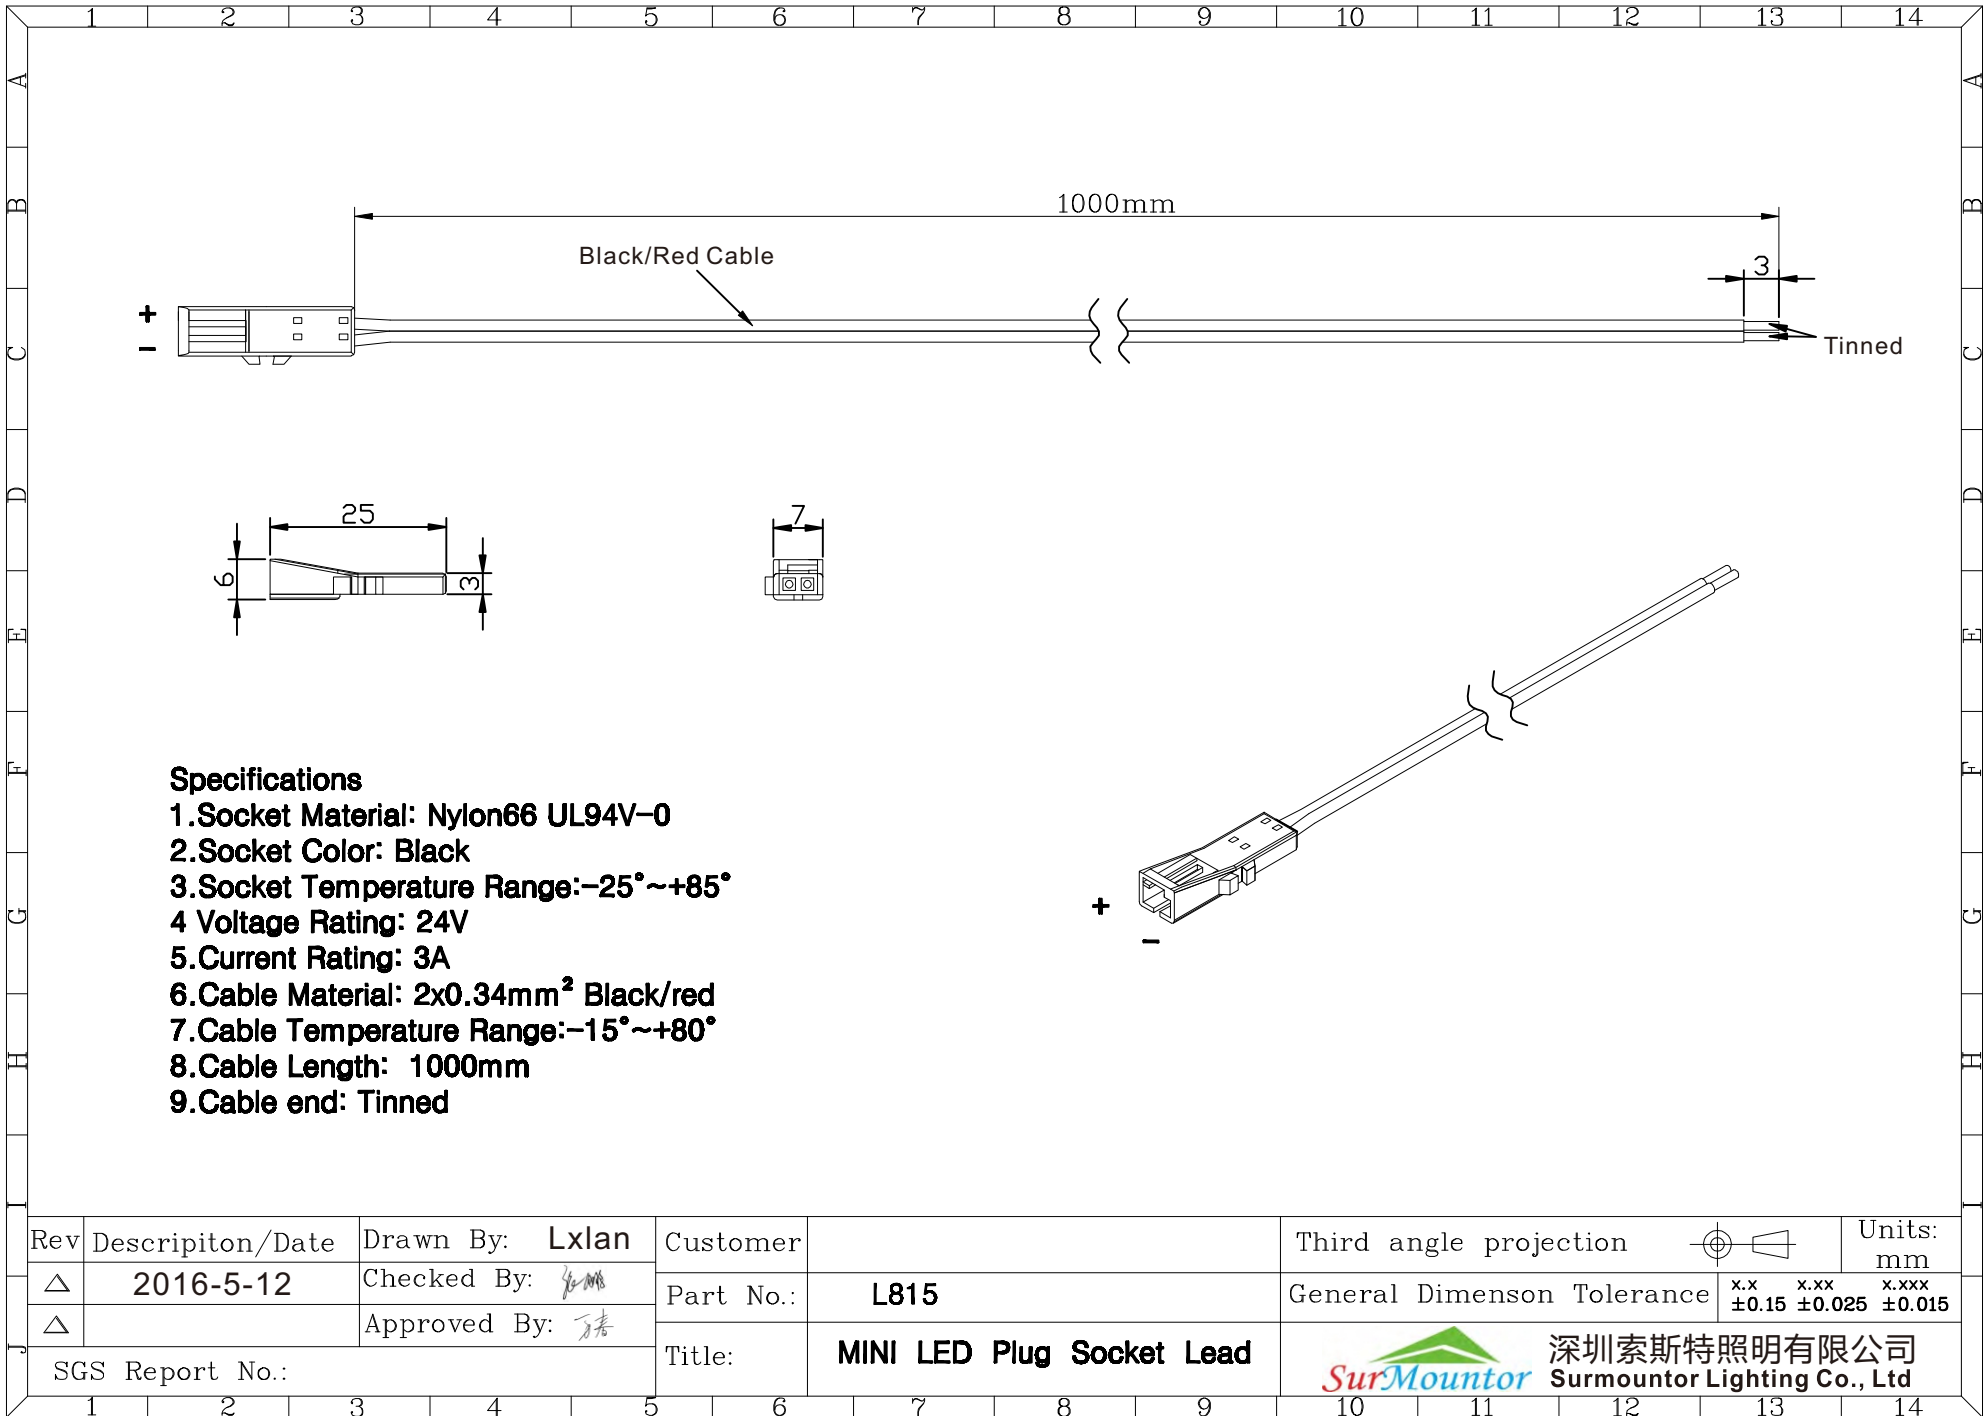 1 2 3 4 5 6 7 8 9 10 11 12 13 14
A A
B B
C C
D D
E E
F F
G G
H H
I I
J
1000mm
Black/Red Cable
3
+
-
Tinned
25
7
6
3
+
-
Specifications
1.Socket Material: Nylon66 UL94V-0
2.Socket Color: Black
3.Socket Temperature Range:-25°~+85°
4 Voltage Rating: 24V
5.Current Rating: 3A
6.Cable Material: 2x0.34mm² Black/red
7.Cable Temperature Range:-15°~+80°
8.Cable Length: 1000mm
9.Cable end: Tinned
Rev Descripiton/Date
2016-5-12
SGS Report No.:
Drawn By: Lxlan
Checked By:
Approved By:
Customer
Part No.: L815
Title: MINI LED Plug Socket Lead
Third angle projection
Units:
mm
General Dimenson Tolerance
x.x x.xx x.xxx
±0.15 ±0.025 ±0.015
SurMountor
深圳索斯特照明有限公司
Surmountor Lighting Co., Ltd
1 2 3 4 5 6 7 8 9 10 11 12 13 14